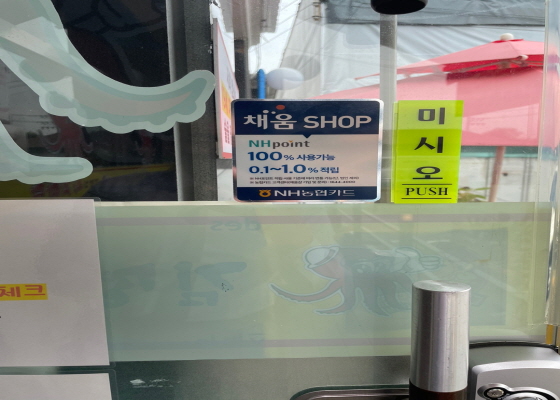 채움 SHOP
NHpoint
100% 사용가능
0.1~1.0% 적립
NH농협카드
미
시
오
PUSH
체크